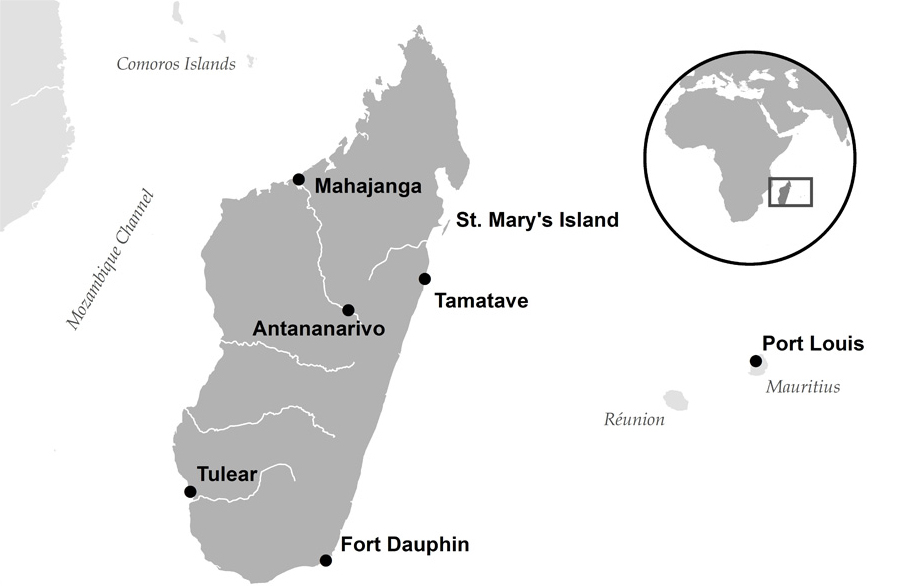 Comoros Islands
Mahajanga
Mozambique Channel
St. Mary's Island
Tamatave
Antananarivo
Port Louis
Mauritius
Réunion
Tulear
Fort Dauphin